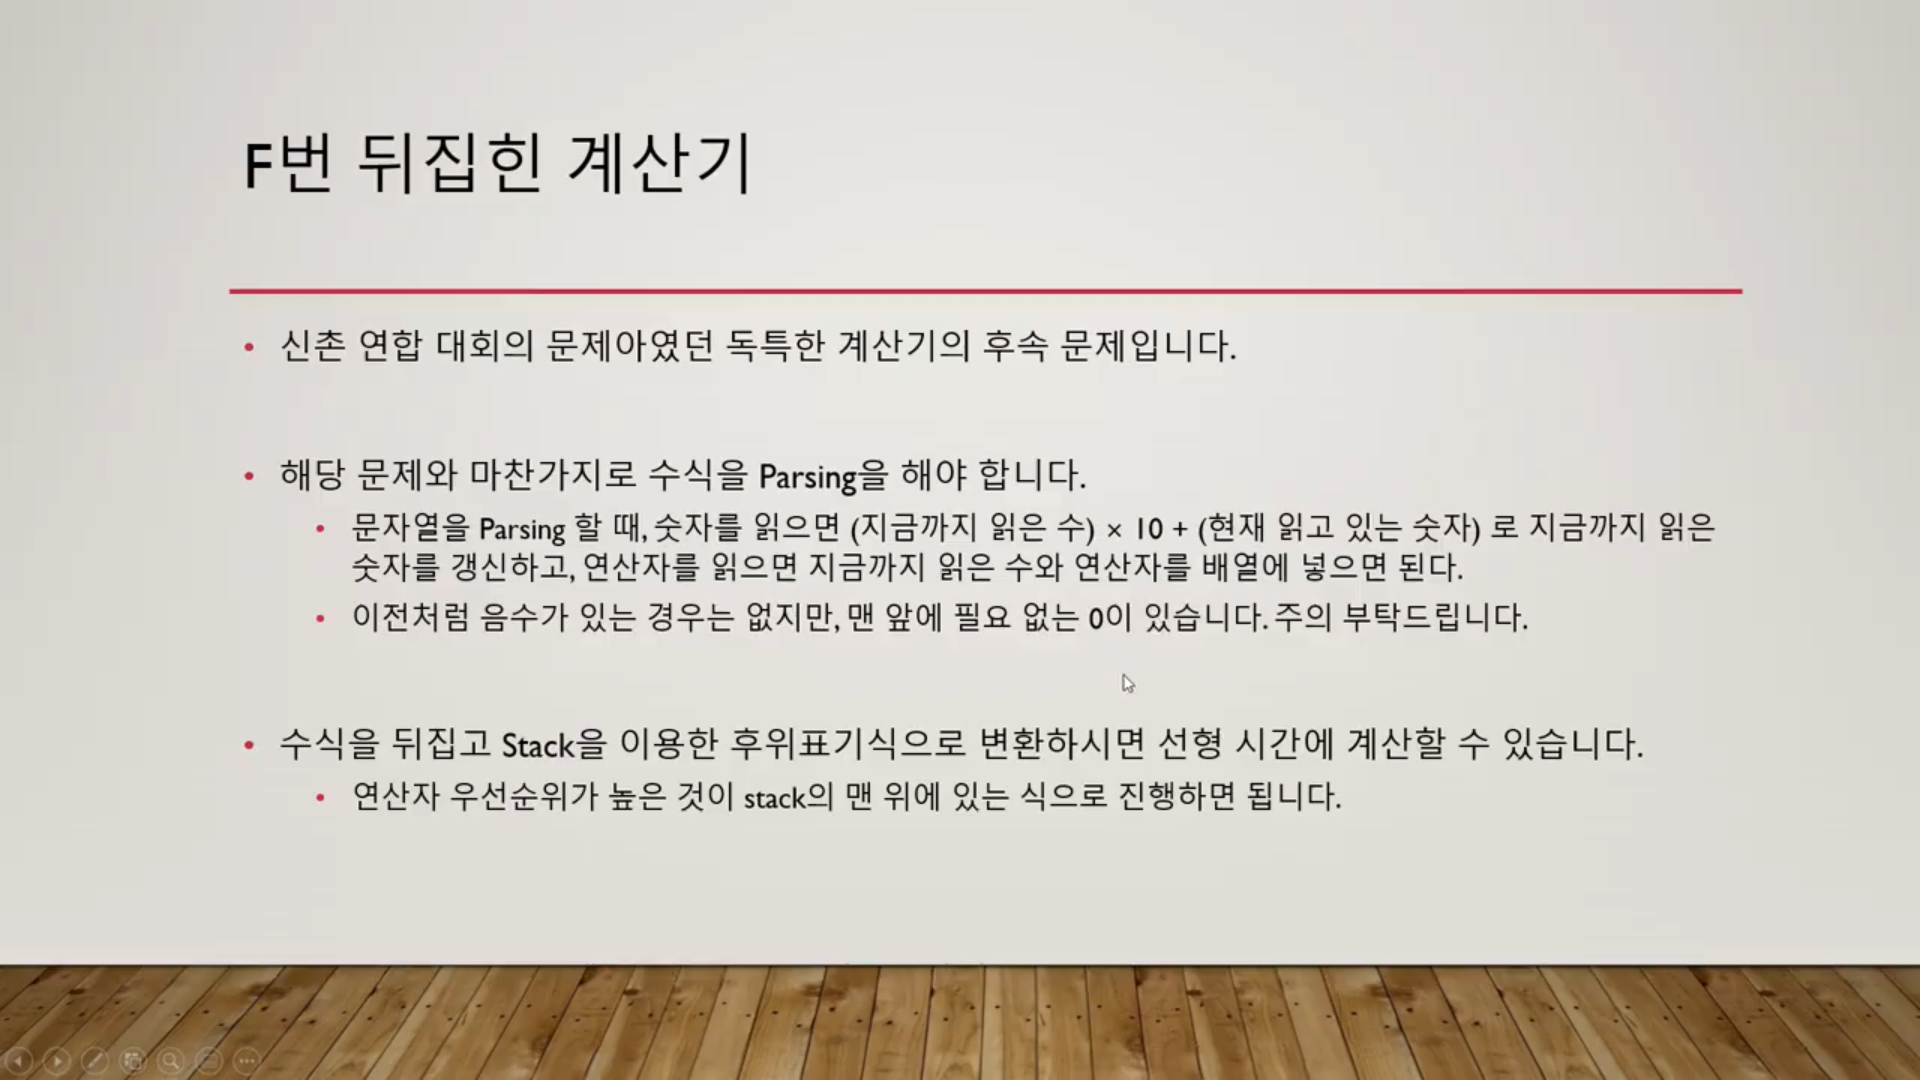 F번 뒤집힌 계산기
• 신촌 연합 대회의 문제아였던 독특한 계산기의 후속 문제입니다.
• 해당 문제와 마찬가지로 수식을 Parsing을 해야 합니다.
• 문자열을 Parsing 할 때, 숫자를 읽으면 (지금까지 읽은 수) × 10 + (현재 읽고 있는 숫자) 로 지금까지 읽은
숫자를 갱신하고, 연산자를 읽으면 지금까지 읽은 수와 연산자를 배열에 넣으면 된다.
• 이전처럼 음수가 있는 경우는 없지만, 맨 앞에 필요 없는 0이 있습니다. 주의 부탁드립니다.
• 수식을 뒤집고 Stack을 이용한 후위표기식으로 변환하시면 선형 시간에 계산할 수 있습니다.
• 연산자 우선순위가 높은 것이 stack의 맨 위에 있는 식으로 진행하면 됩니다.